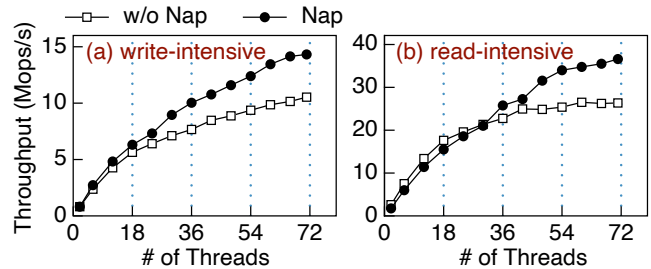 w/o Nap Nap
Throughput (Mops/s)
(a) write-intensive
15
10
5
0
0 18 36 54 72
# of Threads
(b) read-intensive
40
30
20
10
0
0 18 36 54 72
# of Threads